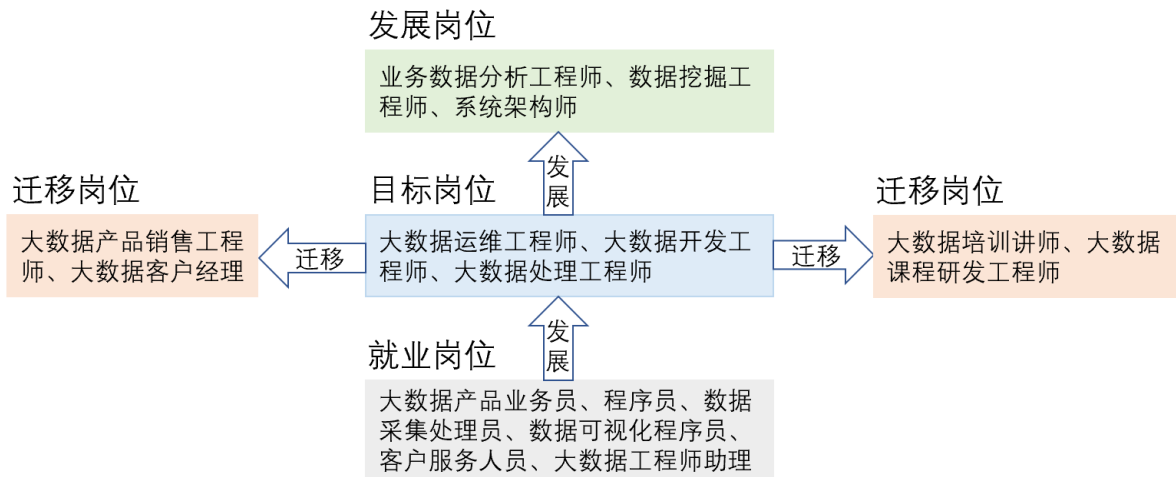 发展岗位
业务数据分析工程师、数据挖掘工
程师、系统架构师
发
展
迁移岗位
大数据产品销售工程
师、大数据客户经理
迁移
目标岗位
大数据运维工程师、大数据开发工
程师、大数据处理工程师
迁移
迁移岗位
大数据培训讲师、大数据
课程研发工程师
发
展
就业岗位
大数据产品业务员、程序员、数据
采集处理员、数据可视化程序员、
客户服务人员、大数据工程师助理